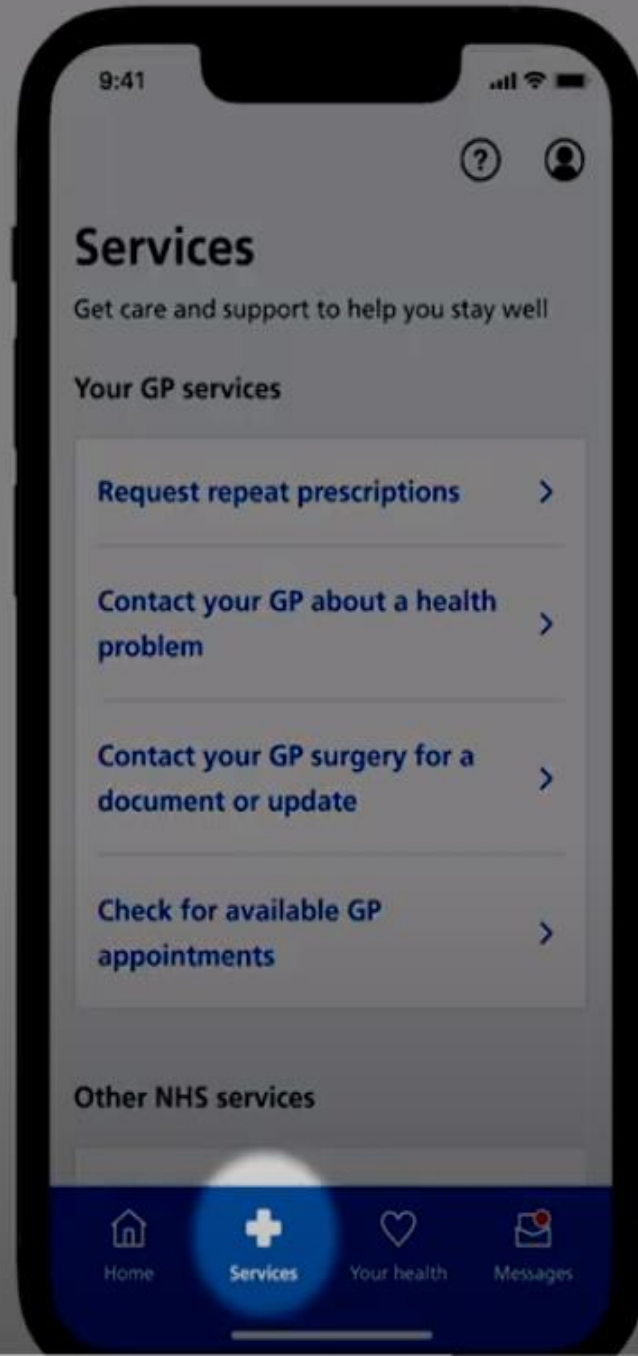 9:41
?
Services
Get care and support to help you stay well
Your GP services
Request repeat prescriptions
Contact your GP about a health
problem
Contact your GP surgery for a
document or update
Check for available GP
appointments
Other NHS services
Home Services Your health Messages